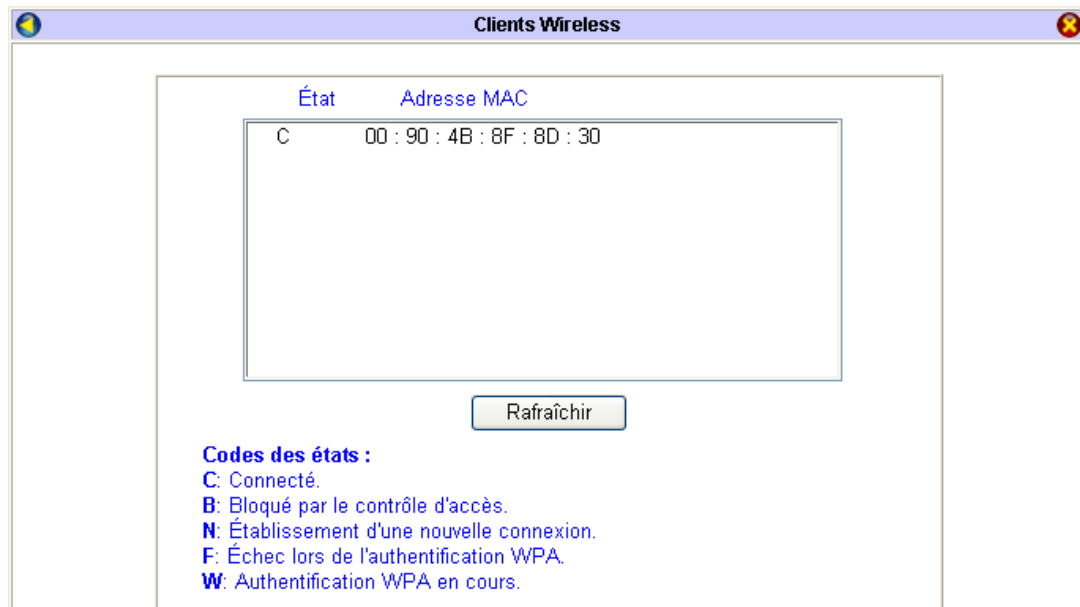 Clients Wireless
État Adresse MAC
C 00 : 90 : 4B : 8F : 8D : 30
Rafraîchir
Codes des états :
C: Connecté.
B: Bloqué par le contrôle d'accès.
N: Établissement d'une nouvelle connexion.
F: Échec lors de l'authentification WPA.
W: Authentification WPA en cours.